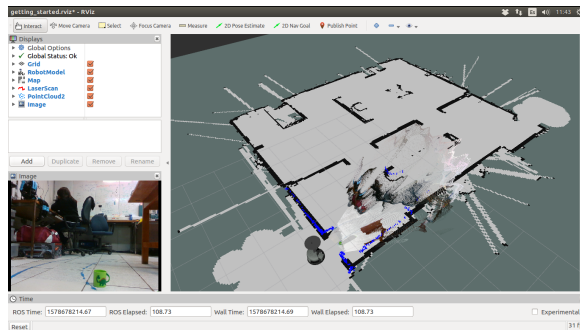 getting_started.rviz* - RViz
11:43
Interact Move Camera Select Focus Camera Measure 2D Pose Estimate 2D Nav Goal Publish Point
Displays
Global Options
Global Status: Ok
Grid
RobotModel
Map
LaserScan
PointCloud2
Image
Add Duplicate Remove Rename
Image
Time
ROS Time: 1578678214.67 ROS Elapsed: 108.73 Wall Time: 1578678214.69 Wall Elapsed: 108.73 Experimental
Reset 31